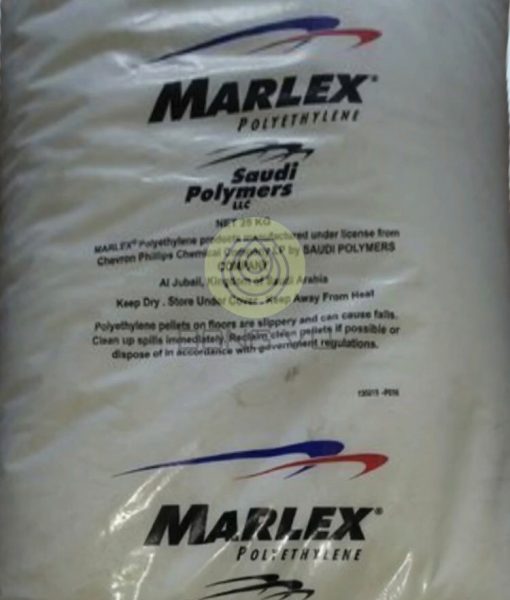 MARLEX®
POLYETHYLENE
Saudi
Polymers
LLC
NET 25 KG
MARLEX® Polyethylene products manufactured under license from
Chevron Phillips Chemical Company LP by SAUDI POLYMERS
COMPANY
Al Jubail, Kingdom of Saudi Arabia
Keep Dry . Store Under Cover . Keep Away From Heat
Polyethylene pellets on floors are slippery and can cause falls.
Clean up spills immediately. Reclaim clean pellets if possible or
dispose of in accordance with government regulations.
MARLEX®
POLYETHYLENE